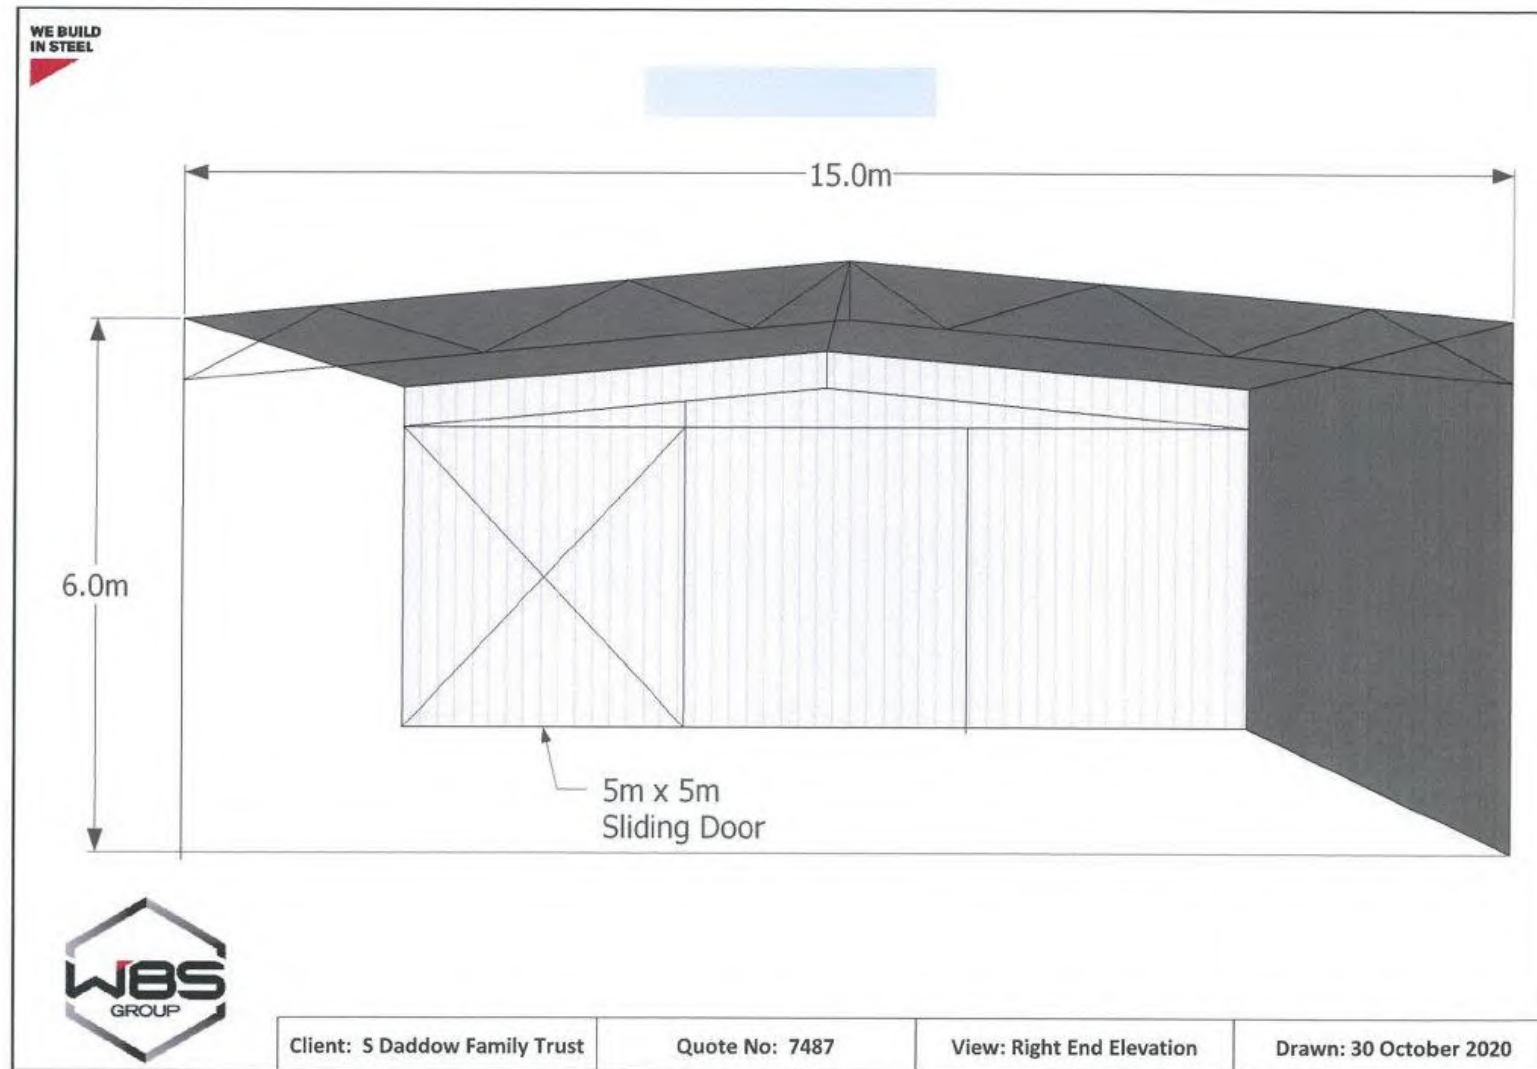 WE BUILD
IN STEEL
15.0m
6.0m
5m x 5m
Sliding Door
WBS
GROUP
Client: S Daddow Family Trust
Quote No: 7487
View: Right End Elevation
Drawn: 30 October 2020